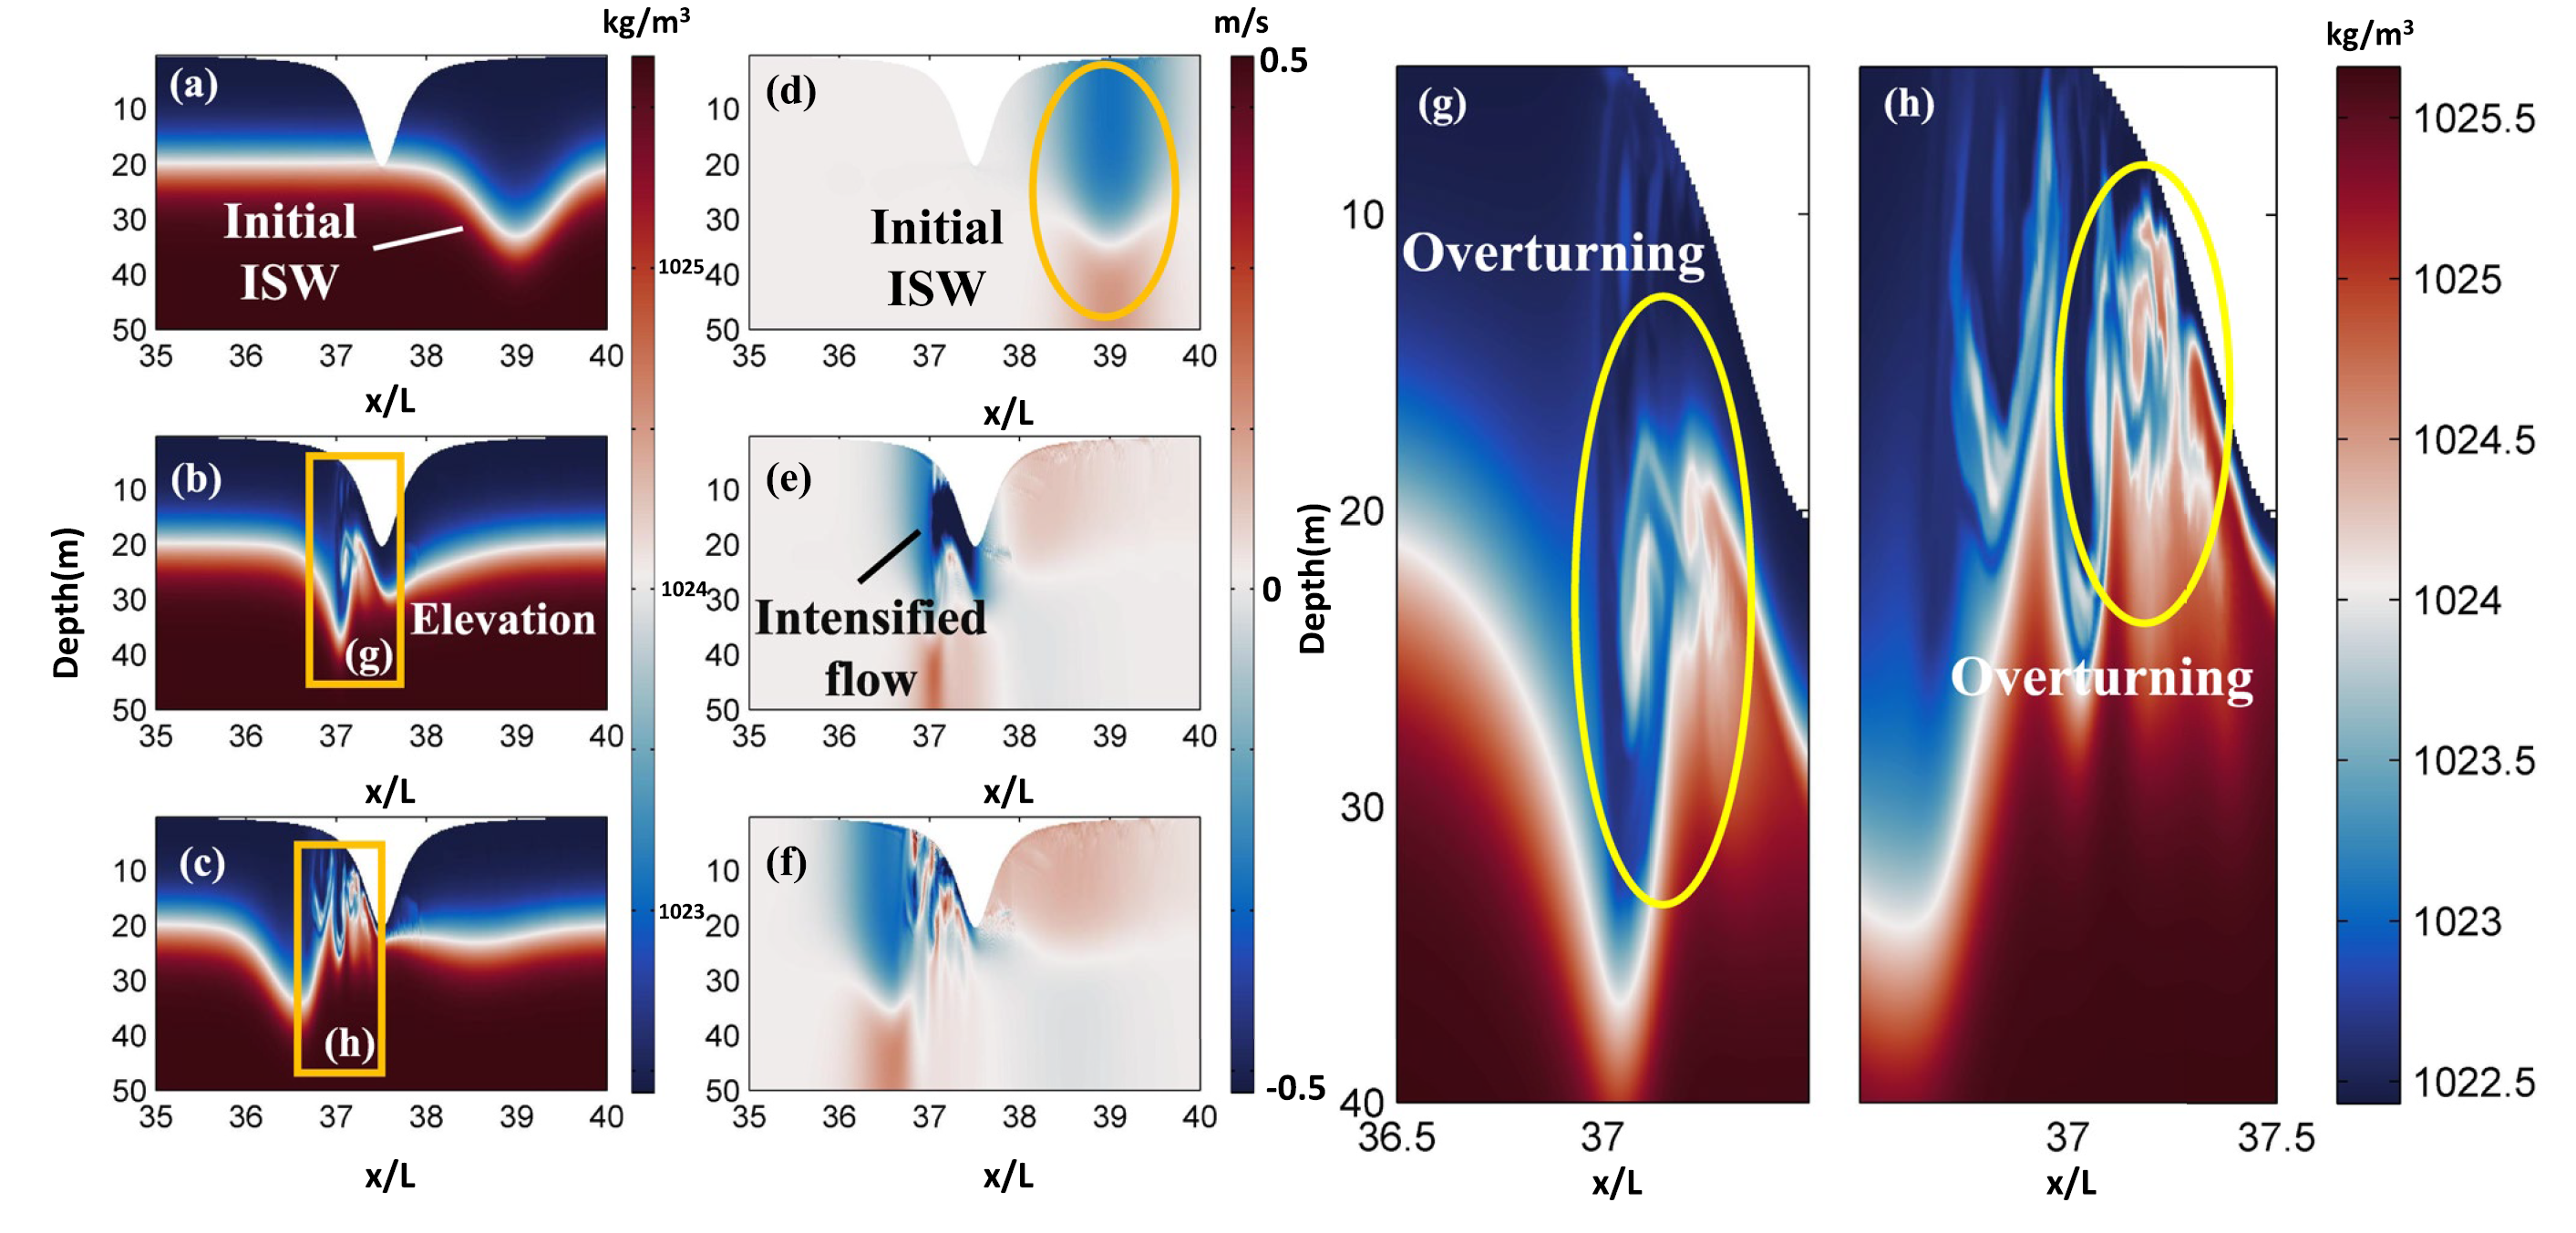 kg/m³
(a)
10
20
30
40
50
Initial
ISW
35 36 37 38 39 40
x/L
(b)
10
20
30
40
50
Elevation
(g)
35 36 37 38 39 40
x/L
Depth(m)
(c)
10
20
30
40
50
(h)
35 36 37 38 39 40
x/L
1025
1024
1023
m/s
(d)
10
20
30
40
50
Initial
ISW
35 36 37 38 39 40
x/L
(e)
10
20
30
40
50
Intensified
flow
35 36 37 38 39 40
x/L
(f)
10
20
30
40
50
35 36 37 38 39 40
x/L
0.5
0
-0.5
Depth(m)
(g)
10
20
30
40
Overturning
36.5 37
x/L
(h)
Overturning
37 37.5
x/L
kg/m³
1025.5
1025
1024.5
1024
1023.5
1023
1022.5